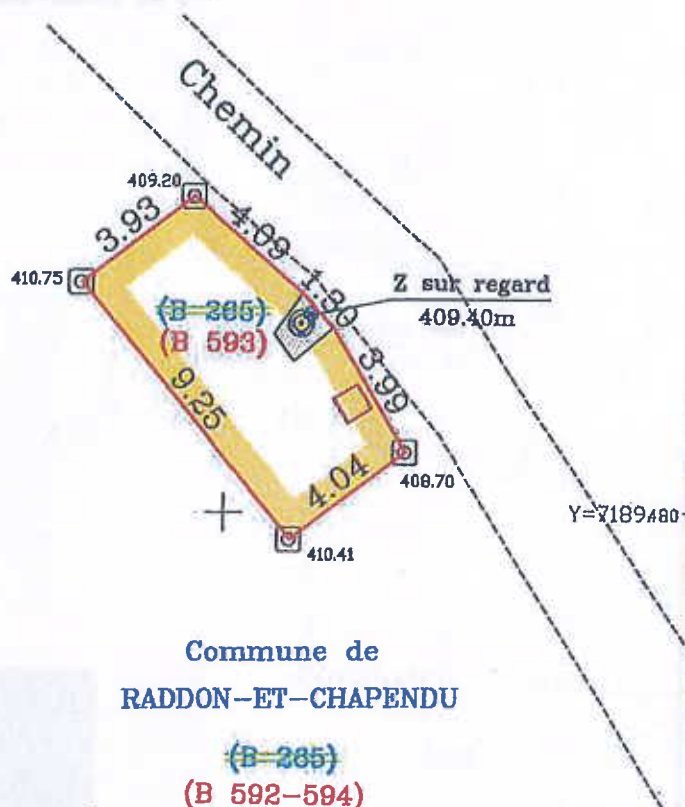 Chemin
409.20
3.93
4.09
410.75
1.80
Z sur regard
409.40m
(B=265)
(B 593)
3.99
9.25
4.04
408.70
Y=7189480
410.41
Commune de
RADDON-ET-CHAPENDU
(B=265)
(B 592-594)